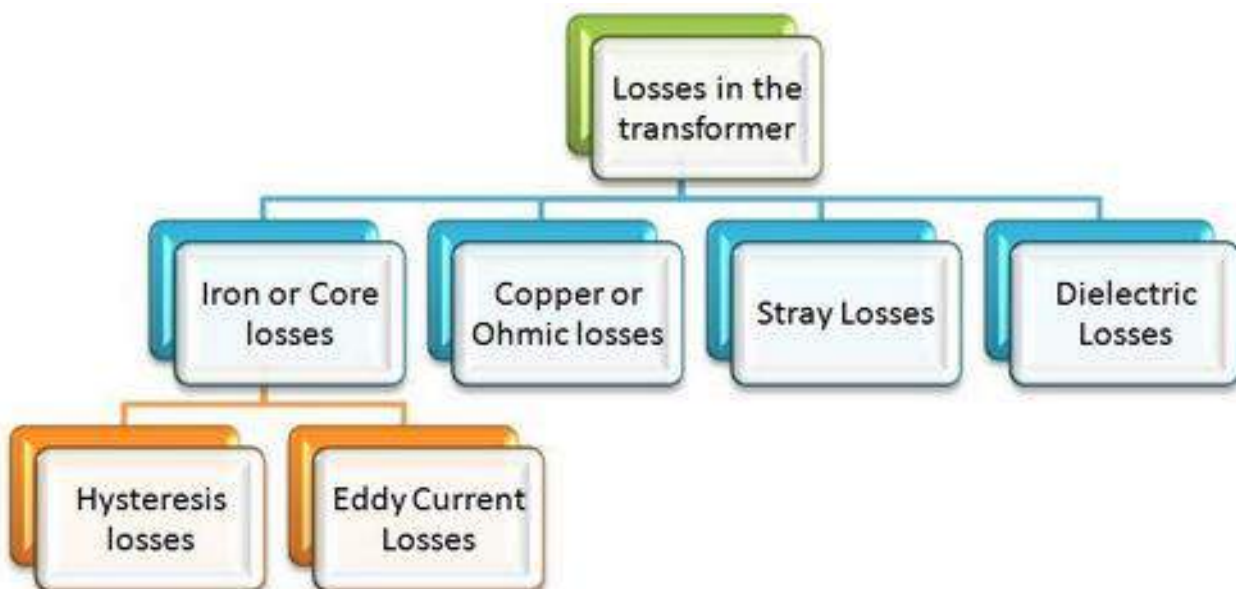 Losses in the
transformer
Iron or Core
losses
Copper or
Ohmic losses
Stray Losses
Dielectric
Losses
Hysteresis
losses
Eddy Current
Losses